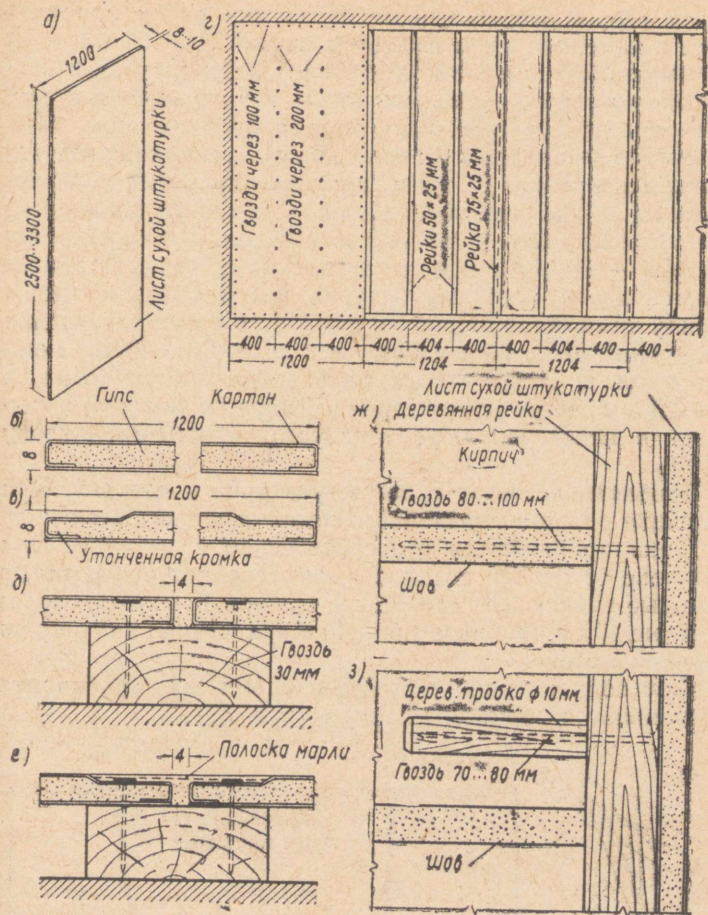 а)
1200
8...10
2500...3300
Лист сухой штукатурки
г)
Гвозди через 100 мм
Гвозди через 200 мм
Рейки 50×25 мм
Рейка 75×25 мм
400 400 400 400 404 400 400 404 400 400
1200 1204 1204
б)
Гипс
Картон
1200
8
в)
1200
8
Утонченная кромка
д)
4
Гвоздь
30 мм
е)
4
Полоска марли
Лист сухой штукатурки
ж)
Деревянная рейка
Кирпич
Гвоздь 80...100 мм
Шов
з)
Дерев. пробка ф10 мм
Гвоздь 70...80 мм
Шов